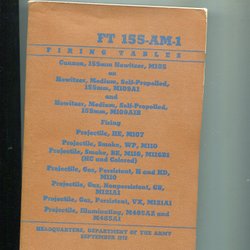 FT 155-AM-1
FIRING TABLES
Cannon, 155mm Howitzer, M185
on
Howitzer, Medium, Self-Propelled,
155mm, M109A1
and
Howitzer, Medium, Self-Propelled,
155mm, M109A1B
Firing
Projectile, HE, M107
Projectile, Smoke, WP, M110
Projectile, Smoke, BE, M116, M116B1
(HC and Colored)
Projectile, Gas, Persistent, H and HD,
M110
Projectile, Gas, Nonpersistent, GB,
M121A1
Projectile, Gas, Persistent, VX, M121A1
Projectile, Illuminating, M485A2 and
M485A1
HEADQUARTERS, DEPARTMENT OF THE ARMY
SEPTEMBER